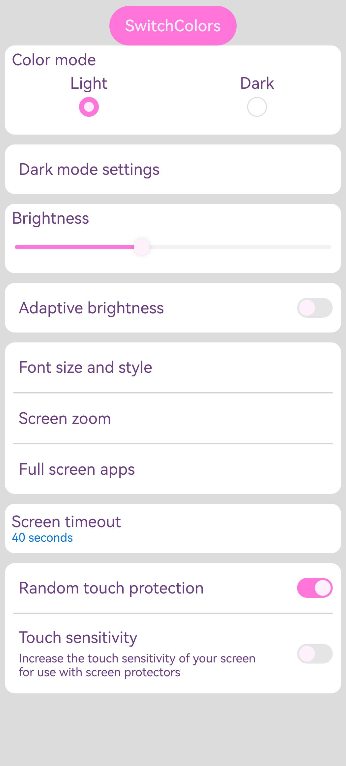 SwitchColors
Color mode
Light
Dark
Dark mode settings
Brightness
Adaptive brightness
Font size and style
Screen zoom
Full screen apps
Screen timeout
40 seconds
Random touch protection
Touch sensitivity
Increase the touch sensitivity of your screen
for use with screen protectors